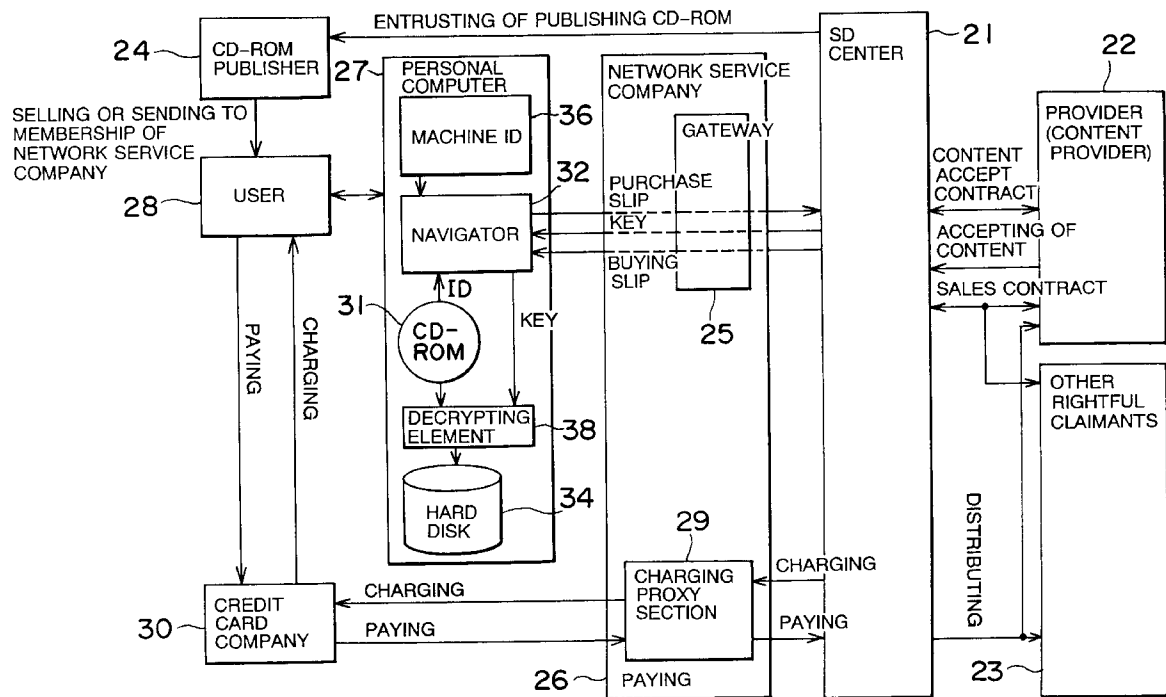 ENTRUSTING OF PUBLISHING CD-ROM
24
CD-ROM
PUBLISHER
SELLING OR SENDING TO
MEMBERSHIP OF
NETWORK SERVICE
COMPANY
USER
28
27
PERSONAL
COMPUTER
36
MACHINE ID
32
NAVIGATOR
ID
31
CD-
ROM
KEY
DECRYPTING
ELEMENT
38
HARD
DISK
34
NETWORK SERVICE
COMPANY
GATEWAY
PURCHASE
SLIP
KEY
BUYING
SLIP
25
SD
CENTER
21
22
PROVIDER
(CONTENT
PROVIDER)
CONTENT
ACCEPT
CONTRACT
ACCEPTING OF
CONTENT
SALES CONTRACT
OTHER
RIGHTFUL
CLAIMANTS
DISTRIBUTING
23
PAYING
CHARGING
CREDIT
CARD
COMPANY
30
CHARGING
PAYING
29
CHARGING
PROXY
SECTION
CHARGING
PAYING
26
PAYING